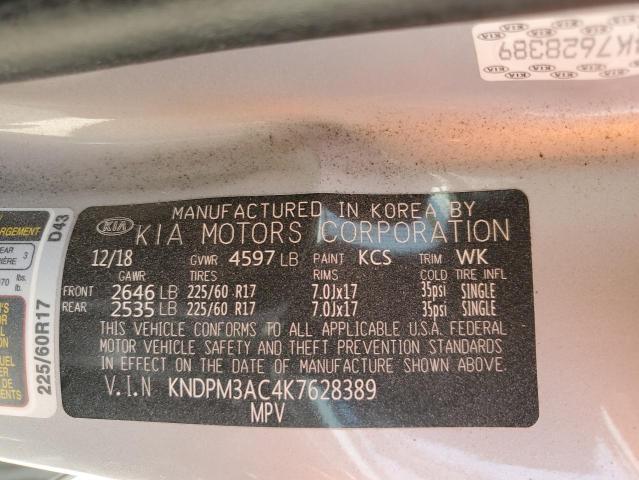 K7628389
KIA
MANUFACTURED IN KOREA BY
KIA MOTORS CORPORATION
12/18 GVWR 4597 LB PAINT KCS TRIM WK
GAWR TIRES RIMS COLD TIRE INFL
FRONT 2646 LB 225/60 R17 7.0Jx17 35psi SINGLE
REAR 2535 LB 225/60 R17 7.0Jx17 35psi SINGLE
THIS VEHICLE CONFORMS TO ALL APPLICABLE U.S.A. FEDERAL
MOTOR VEHICLE SAFETY AND THEFT PREVENTION STANDARDS
IN EFFECT ON THE DATE OF MANUFACTURE SHOWN ABOVE.
V.I.N KNDPM3AC4K7628389
MPV
D43
225/60R17